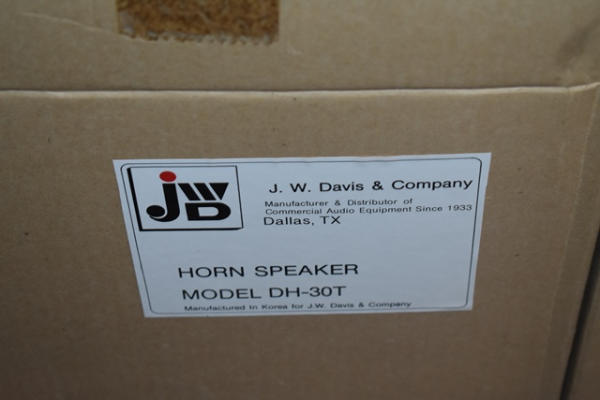 JWD
J. W. Davis & Company
Manufacturer & Distributor of
Commercial Audio Equipment Since 1933
Dallas, TX
HORN SPEAKER
MODEL DH-30T
Manufactured In Korea for J.W. Davis & Company